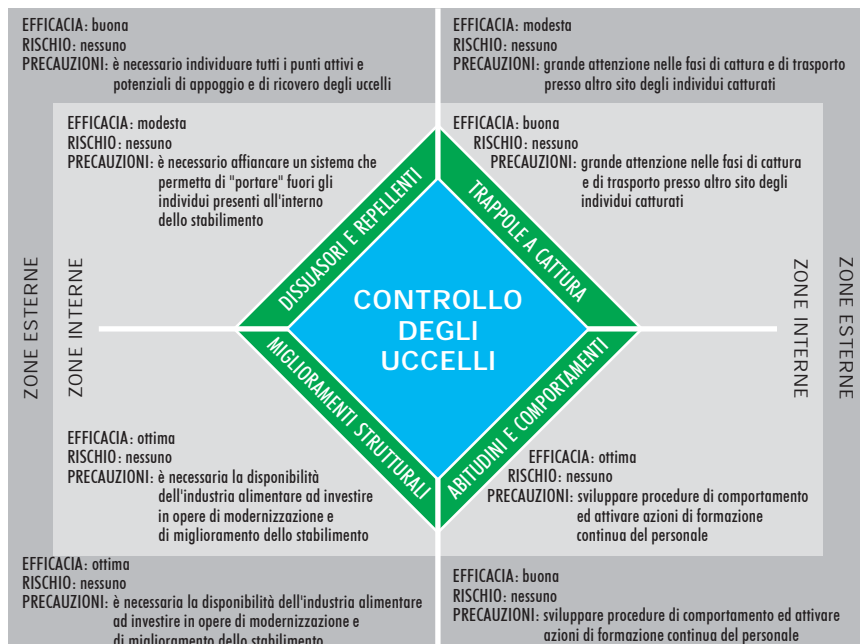 EFFICACIA: buona
RISCHIO: nessuno
PRECAUZIONI: è necessario individuare tutti i punti attivi e
potenziali di appoggio e di ricovero degli uccelli
EFFICACIA: modesta
RISCHIO: nessuno
PRECAUZIONI: grande attenzione nelle fasi di cattura e di trasporto
presso altro sito degli individui catturati
EFFICACIA: modesta
RISCHIO: nessuno
PRECAUZIONI: è necessario affiancare un sistema che
permetta di "portare" fuori gli
individui presenti all'interno
dello stabilimento
EFFICACIA: buona
RISCHIO: nessuno
PRECAUZIONI: grande attenzione nelle fasi di cattura
e di trasporto presso altro sito degli
individui catturati
DISSUASORI E REPELLENTI
TRAPPOLE A CATTURA
ZONE ESTERNE
ZONE INTERNE
CONTROLLO
DEGLI
UCCELLI
ZONE INTERNE
ZONE ESTERNE
MIGLIORAMENTI STRUTTURALI
ABITUDINI E COMPORTAMENTI
EFFICACIA: ottima
RISCHIO: nessuno
PRECAUZIONI: è necessaria la disponibilità
dell'industria alimentare ad investire
in opere di modernizzazione e
di miglioramento dello stabilimento
EFFICACIA: ottima
RISCHIO: nessuno
PRECAUZIONI: sviluppare procedure di comportamento
ed attivare azioni di formazione
continua del personale
EFFICACIA: ottima
RISCHIO: nessuno
PRECAUZIONI: è necessaria la disponibilità dell'industria alimentare
ad investire in opere di modernizzazione e
di miglioramento dello stabilimento
EFFICACIA: buona
RISCHIO: nessuno
PRECAUZIONI: sviluppare procedure di comportamento ed attivare
azioni di formazione continua del personale